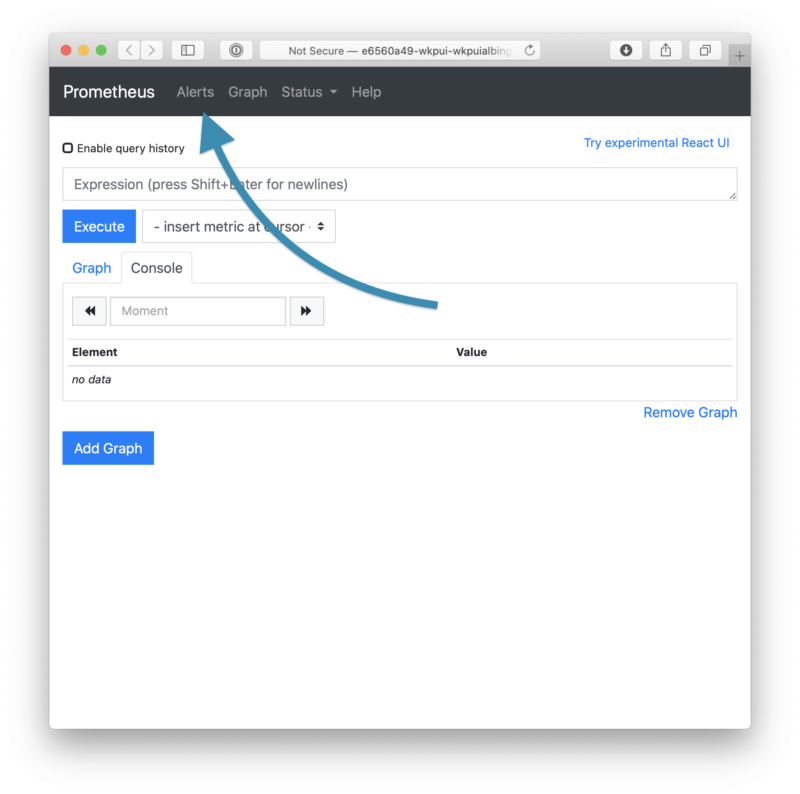 Not Secure — e6560a49-wkpui-wkpuialbing
Prometheus Alerts Graph Status Help
Enable query history
Try experimental React UI
Expression (press Shift+Enter for newlines)
Execute - insert metric at cursor -
Graph Console
Moment
Element Value
no data
Remove Graph
Add Graph